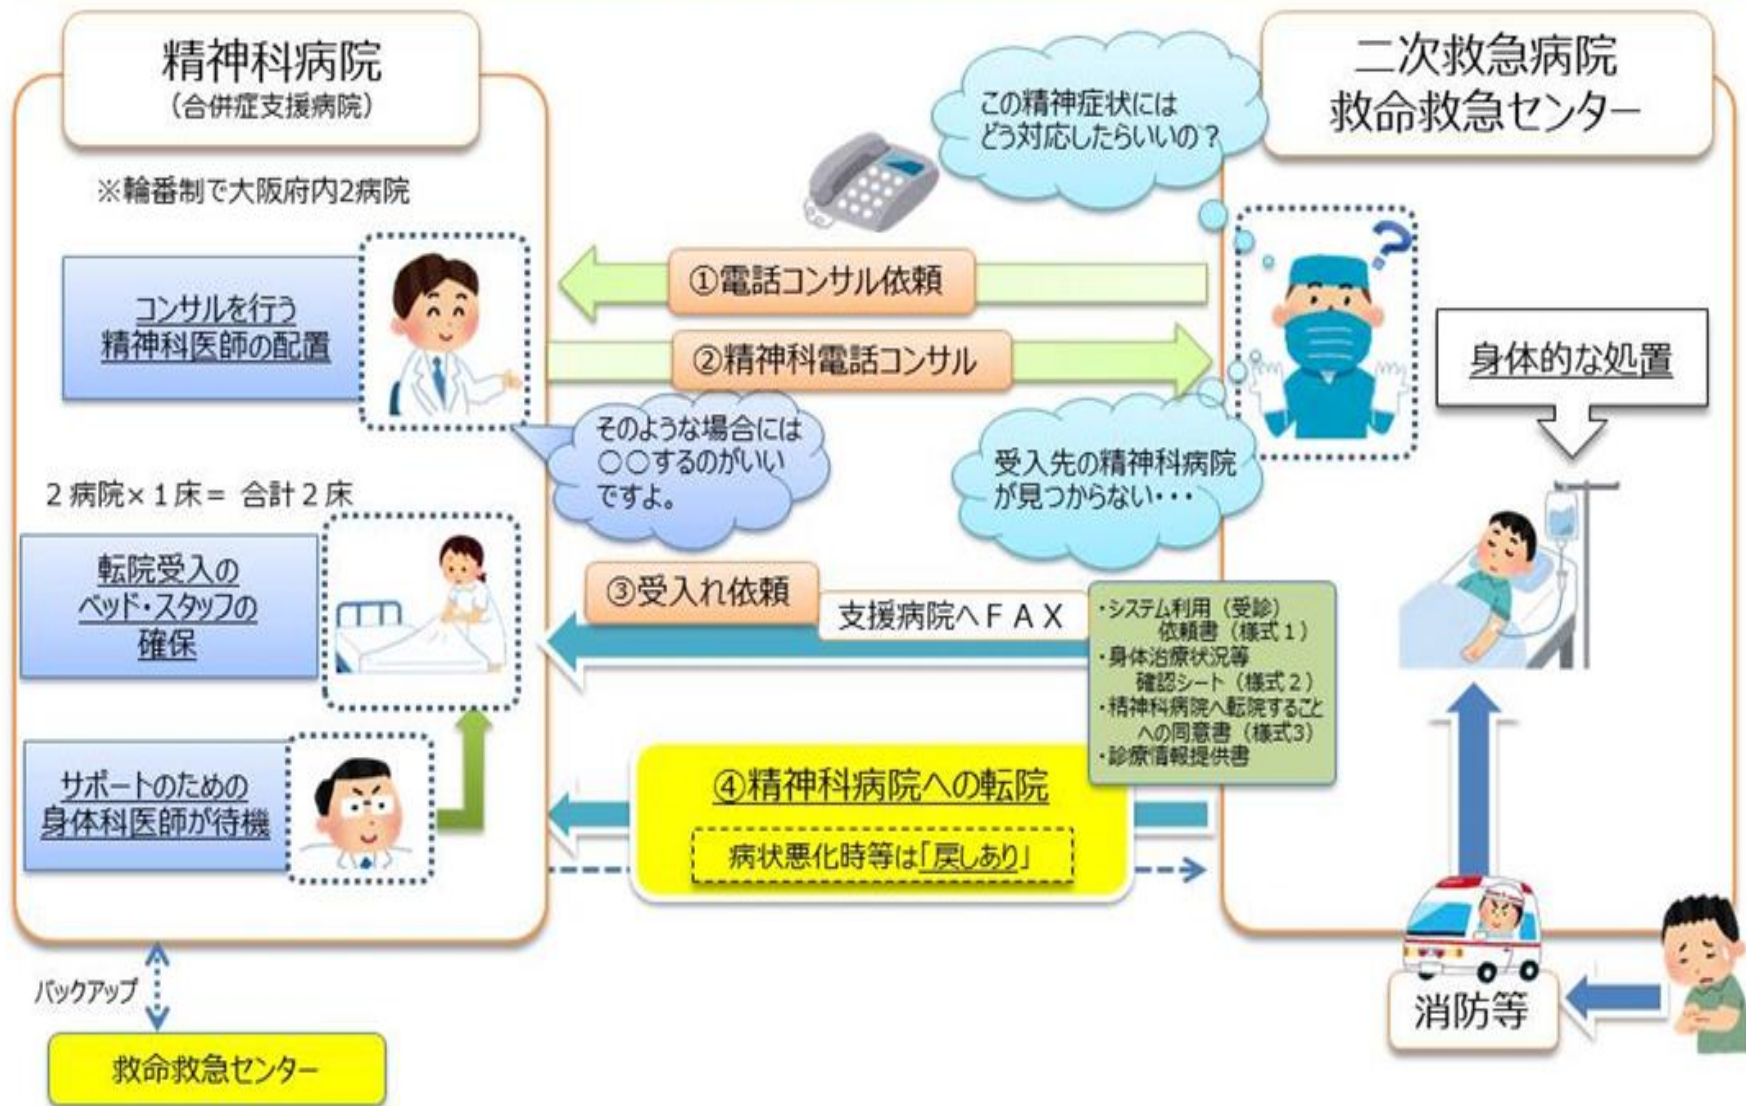 精神科病院
（合併症支援病院）
※輪番制で大阪府内2病院
コンサルを行う
精神科医師の配置
2病院×1床＝ 合計2床
転院受入の
ベッド・スタッフの
確保
サポートのための
身体科医師が待機
バックアップ
救命救急センター
①電話コンサル依頼
②精神科電話コンサル
そのような場合には
○○するのがいい
ですよ。
③受入れ依頼
支援病院へＦＡＸ
・システム利用（受診）
依頼書（様式1）
・身体治療状況等
確認シート（様式2）
・精神科病院へ転院すること
への同意書（様式3）
・診療情報提供書
④精神科病院への転院
病状悪化時等は「戻しあり」
二次救急病院
救命救急センター
この精神症状には
どう対応したらいいの？
?
受入先の精神科病院
が見つからない・・・
身体的な処置
消防等